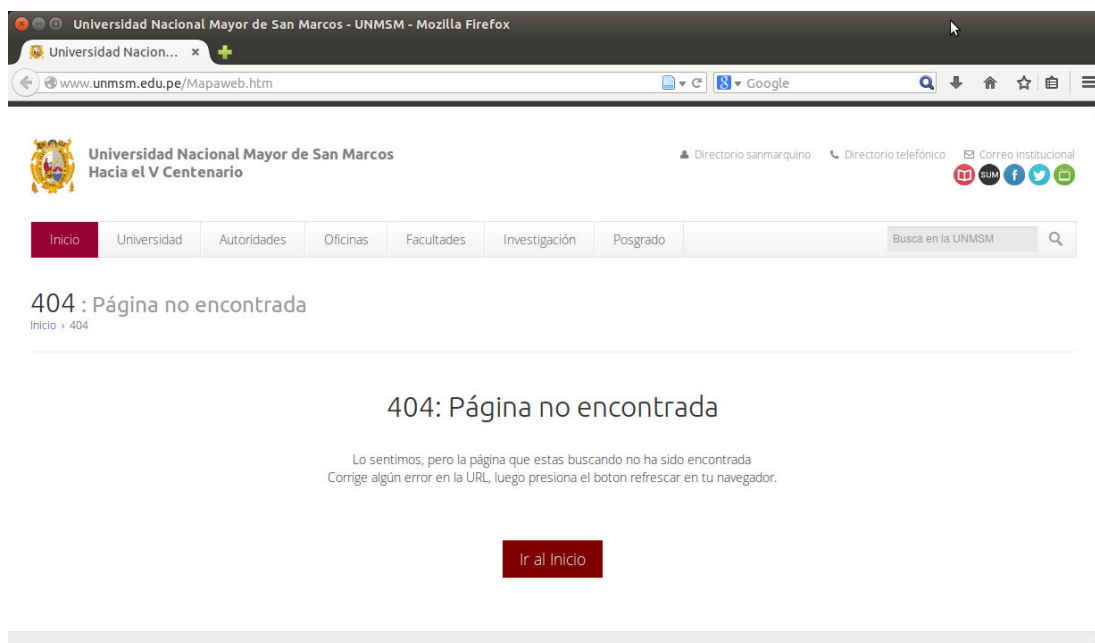 Universidad Nacional Mayor de San Marcos - UNMSM - Mozilla Firefox
Universidad Nacion...
www.unmsm.edu.pe/Mapaweb.htm
Google
Universidad Nacional Mayor de San Marcos
Hacia el V Centenario
Directorio sanmarquino
Directorio telefónico
Correo institucional
SUM
Inicio
Universidad
Autoridades
Oficinas
Facultades
Investigación
Posgrado
Busca en la UNMSM
404 : Página no encontrada
Inicio › 404
404: Página no encontrada
Lo sentimos, pero la página que estas buscando no ha sido encontrada
Corrige algún error en la URL, luego presiona el boton refrescar en tu navegador.
Ir al Inicio